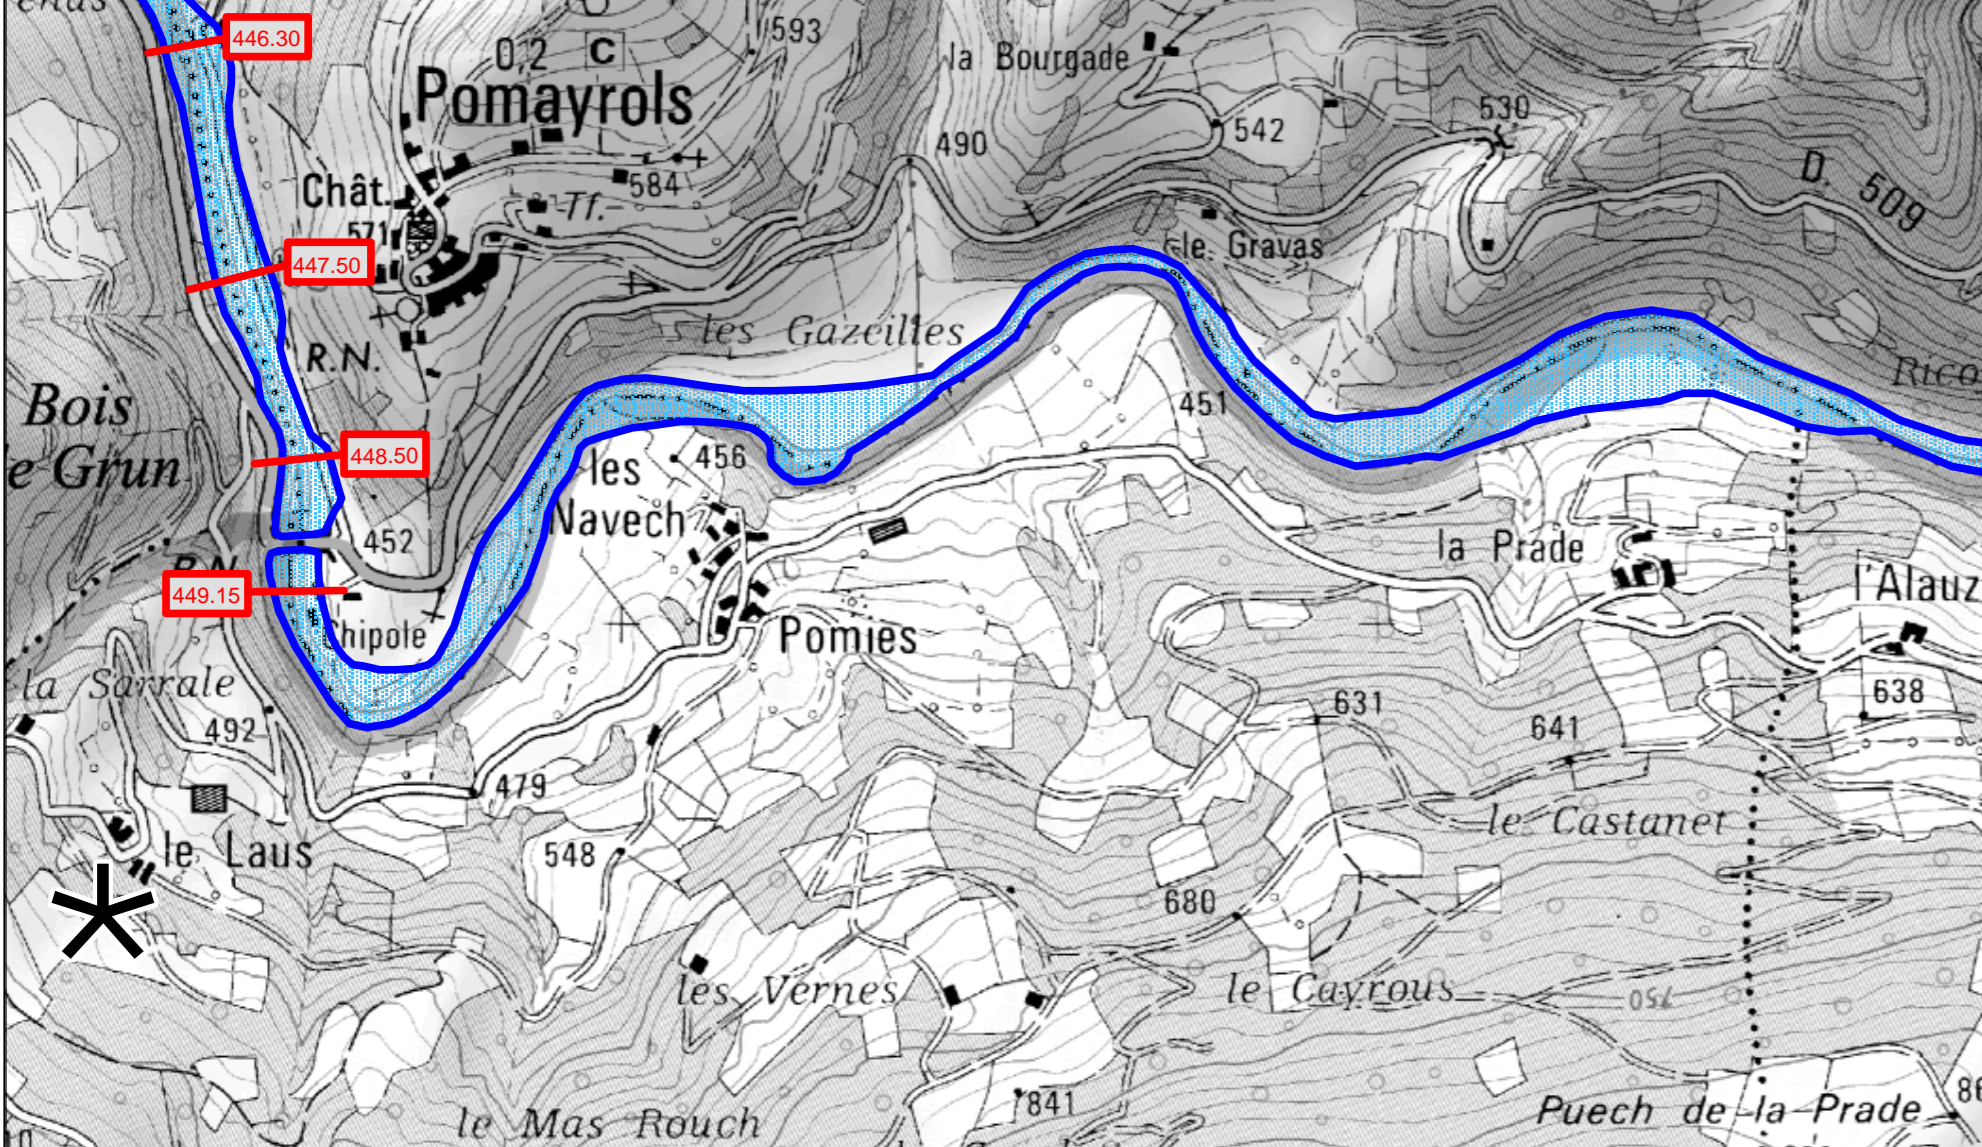 446.30
593
la Bourgade
0,2 C
Pomayrols
530
542
490
D. 509
Chât.
584
Tf.
571
le Gravas
447.50
les Gazeilles
R.N.
Bois
451
448.50
456
les
Navech
452
la Prade
R.N.
449.15
l'Alauz
Chipole
Pomies
la Sarrale
638
631
492
641
479
le Castanet
548
le Laus
680
les Vernes
le Cayrous
750
841
Puech de la Prade
le Mas Rouch